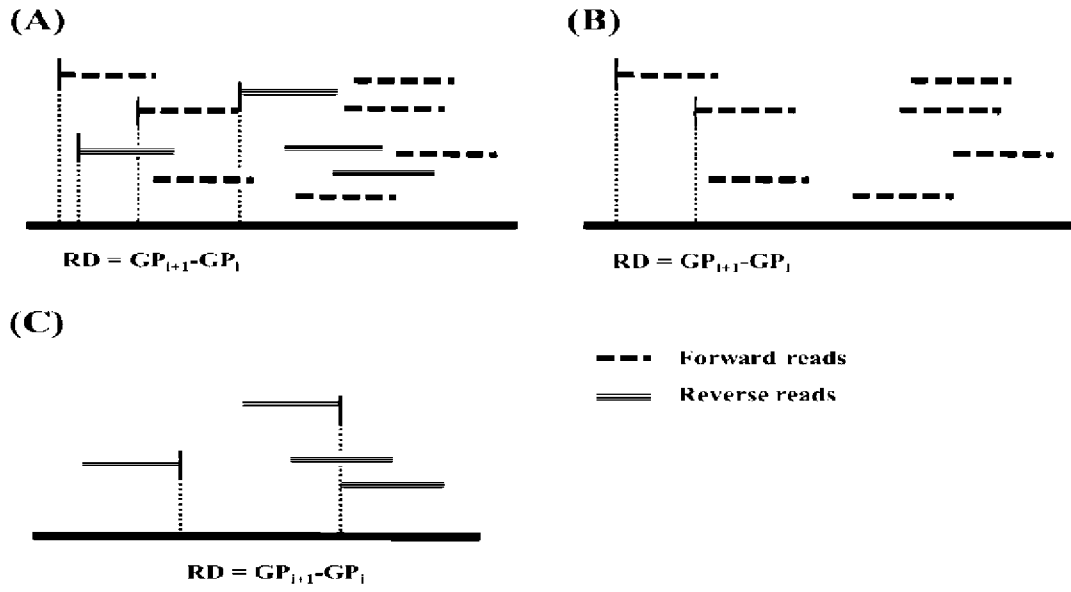 (A)
(B)
RD = GPi+1-GPi
RD = GPi+1-GPi
(C)
Forward reads
Reverse reads
RD = GPi+1-GPi